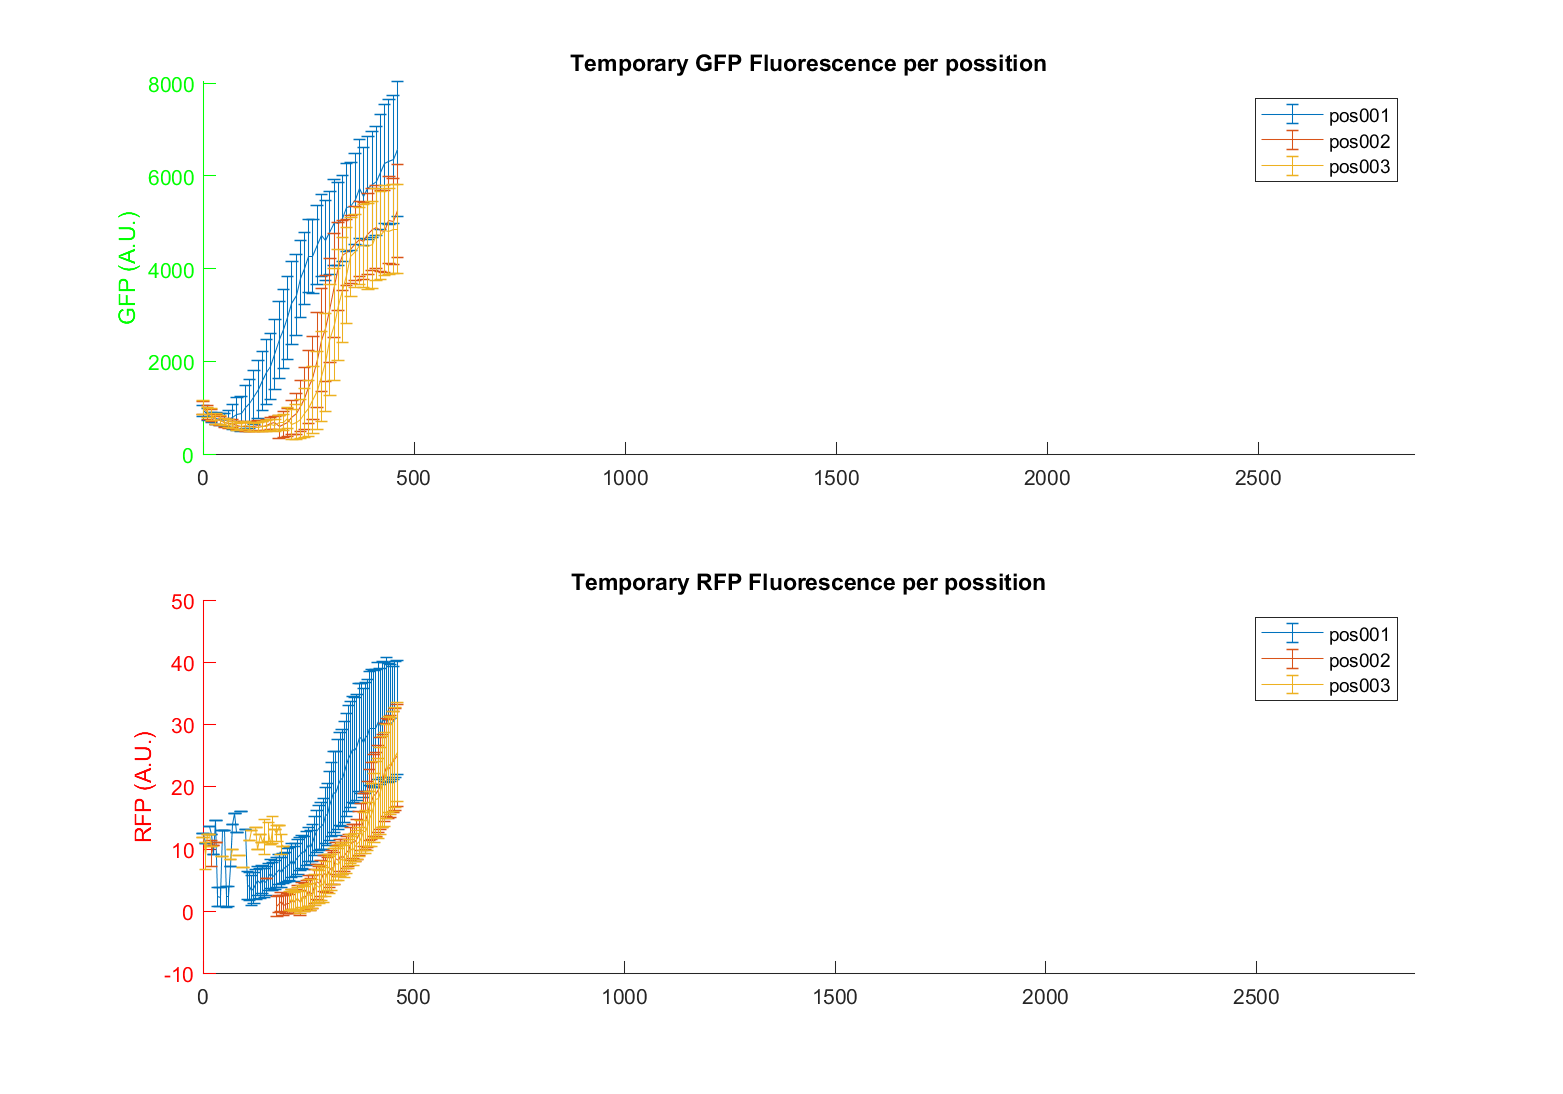 Temporary GFP Fluorescence per possition
8000
6000
4000
2000
0
GFP (A.U.)
pos001
pos002
pos003
0 500 1000 1500 2000 2500
Temporary RFP Fluorescence per possition
50
40
30
20
10
0
-10
RFP (A.U.)
pos001
pos002
pos003
0 500 1000 1500 2000 2500